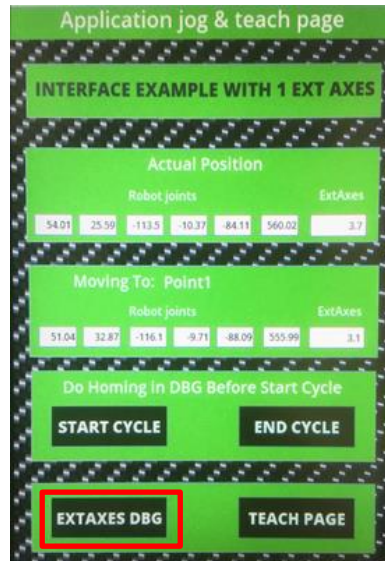 Application jog & teach page
INTERFACE EXAMPLE WITH 1 EXT AXES
Actual Position
Robot joints ExtAxes
54.01 25.59 -113.5 -10.37 -84.11 560.02 3.7
Moving To: Point1
Robot joints ExtAxes
51.04 32.87 -116.1 -9.71 -88.09 555.99 3.1
Do Homing In DBG Before Start Cycle
START CYCLE END CYCLE
EXTAXES DBG TEACH PAGE